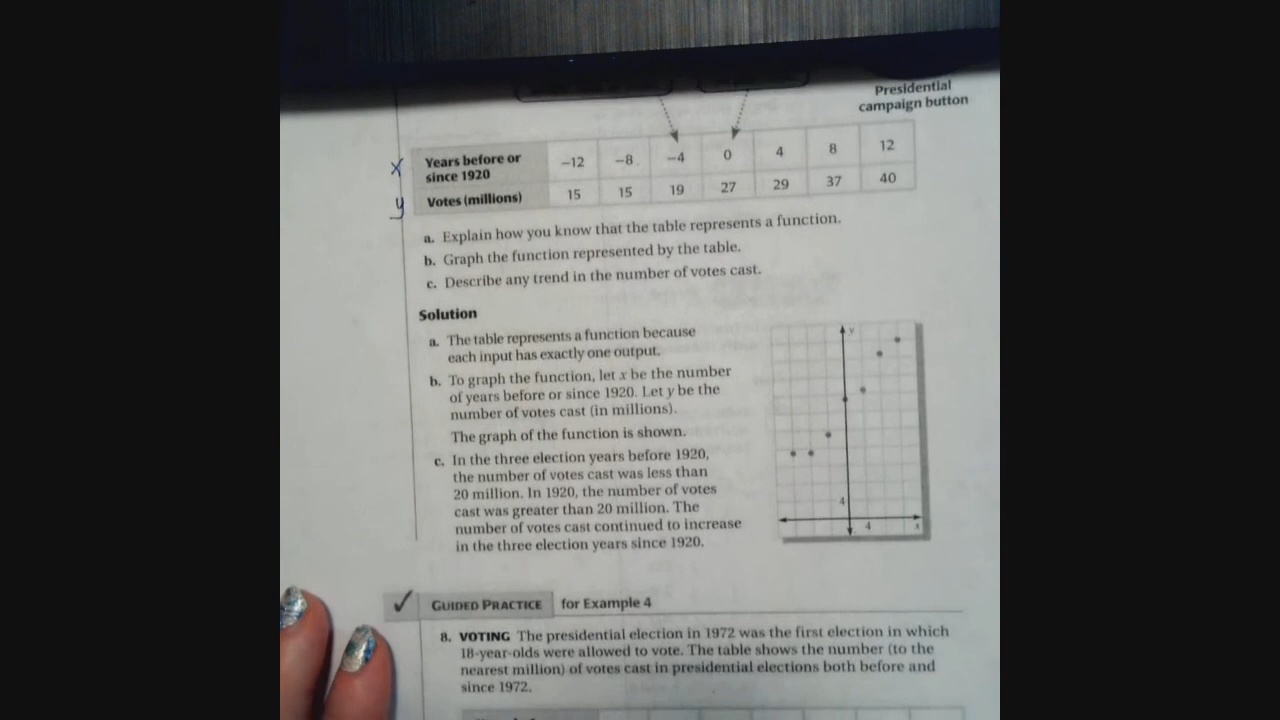 Presidential
campaign button
x Years before or since 1920 −12 −8 −4 0 4 8 12
y Votes (millions) 15 15 19 27 29 37 40
a. Explain how you know that the table represents a function.
b. Graph the function represented by the table.
c. Describe any trend in the number of votes cast.
Solution
a. The table represents a function because
each input has exactly one output.
b. To graph the function, let x be the number
of years before or since 1920. Let y be the
number of votes cast (in millions).
The graph of the function is shown.
c. In the three election years before 1920,
the number of votes cast was less than
20 million. In 1920, the number of votes
cast was greater than 20 million. The
number of votes cast continued to increase
in the three election years since 1920.
y
4
4 x
✓ GUIDED PRACTICE for Example 4
8. VOTING The presidential election in 1972 was the first election in which
18-year-olds were allowed to vote. The table shows the number (to the
nearest million) of votes cast in presidential elections both before and
since 1972.